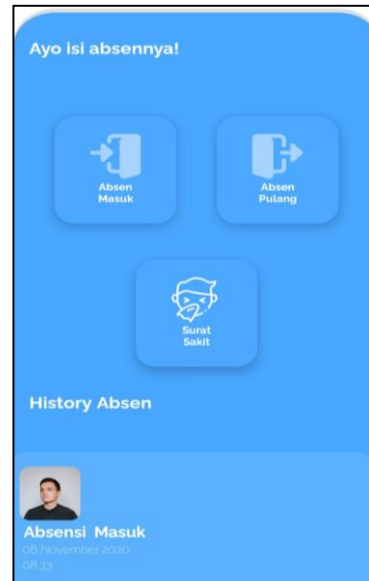 Ayo isi absennya!
Absen
Masuk
Absen
Pulang
Surat
Sakit
History Absen
Absensi Masuk
06 November 2020
08.33